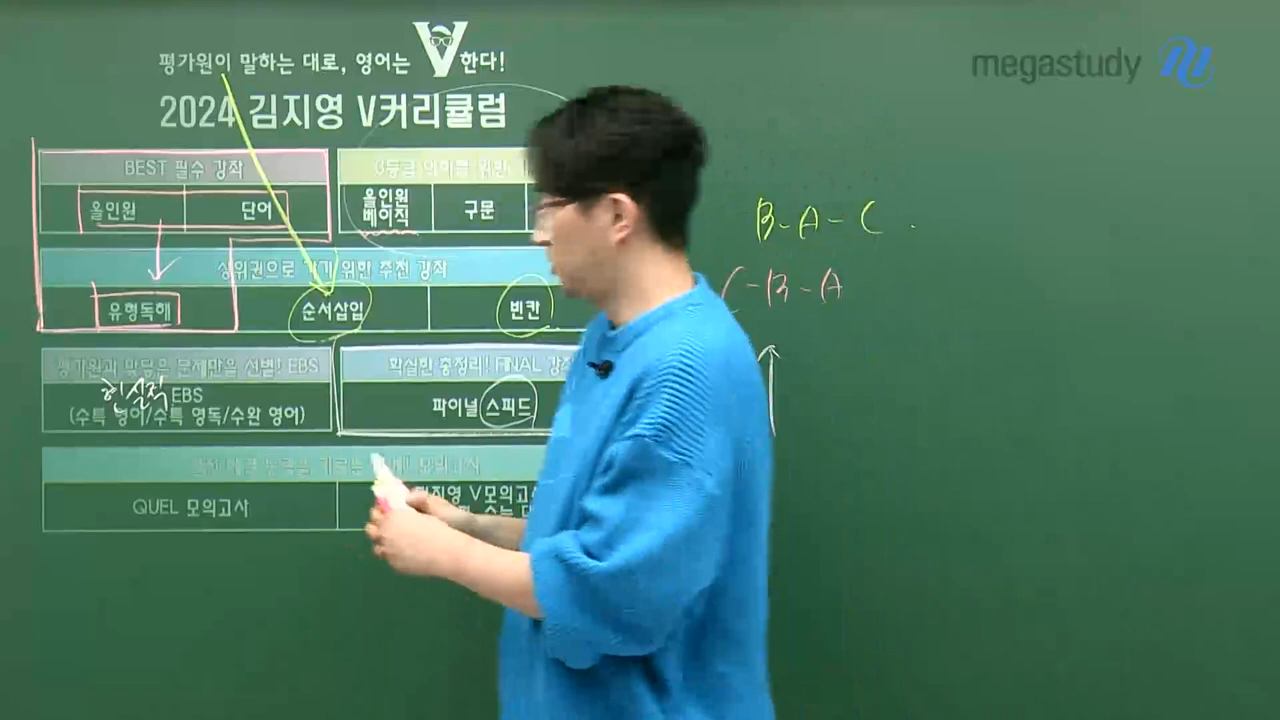 평가원이 말하는 대로, 영어는 V한다!
megastudy
2024 김지영 V커리큘럼
BEST 필수 강좌
올인원 단어
올인원 베이직
구문
상위권으로 가기 위한 추천 강좌
유형독해 순서삽입 빈칸
EBS
현실적 EBS
(수특 영어/수특 영독/수완 영어)
확실한 총정리! FINAL
파이널 스피드
QUEL 모의고사
B-A-C.
C-B-A